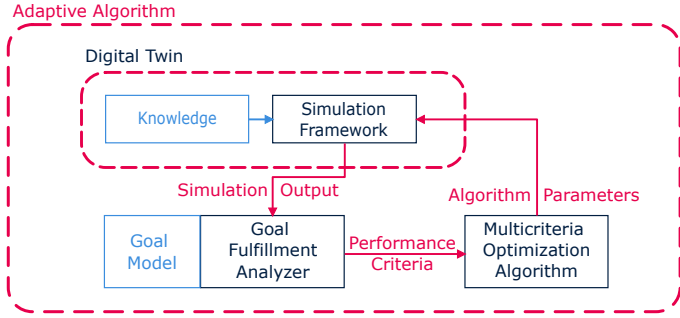 Adaptive Algorithm
Digital Twin
Knowledge
Simulation
Framework
Simulation Output
Algorithm Parameters
Goal
Model
Goal
Fulfillment
Analyzer
Performance
Criteria
Multicriteria
Optimization
Algorithm